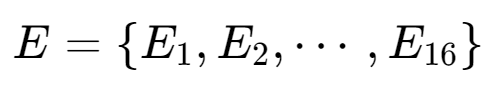 E = {E₁, E₂, ⋯ , E₁₆}